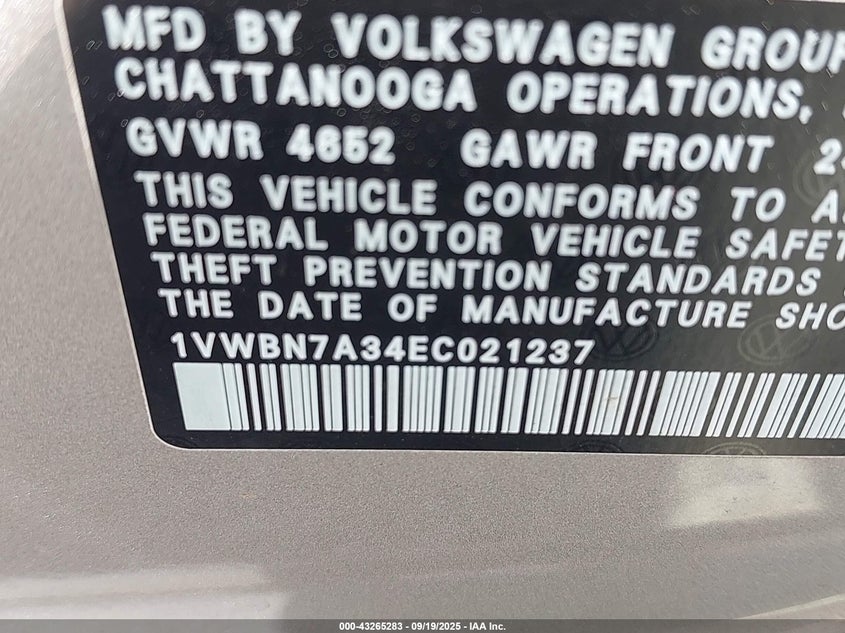 MFD BY VOLKSWAGEN GROUP
CHATTANOOGA OPERATIONS,
GVWR 4652 GAWR FRONT
THIS VEHICLE CONFORMS TO
FEDERAL MOTOR VEHICLE
THEFT PREVENTION STANDARDS
THE DATE OF MANUFACTURE
1VWBN7A34EC021237
000-43265283 - 09/19/2025 - IAA Inc.